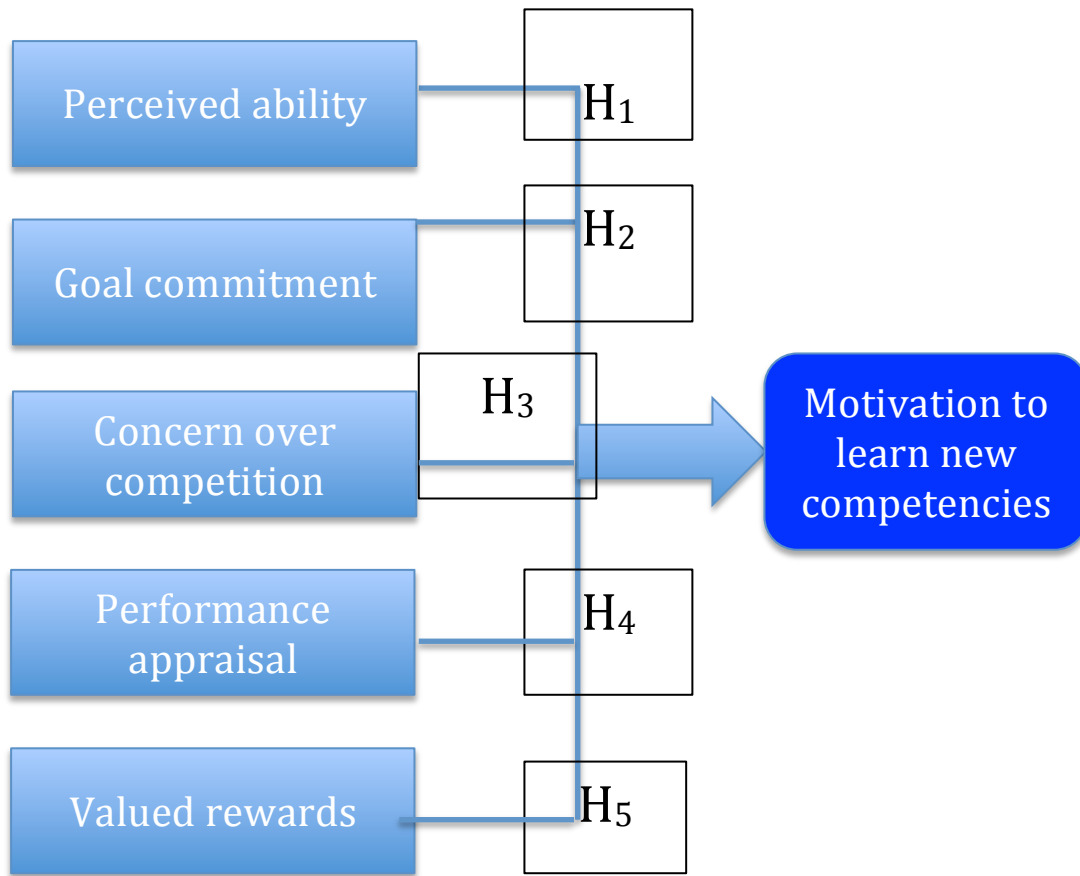 Perceived ability
H₁
Goal commitment
H₂
Concern over
competition
H₃
Motivation to
learn new
competencies
Performance
appraisal
H₄
Valued rewards
H₅